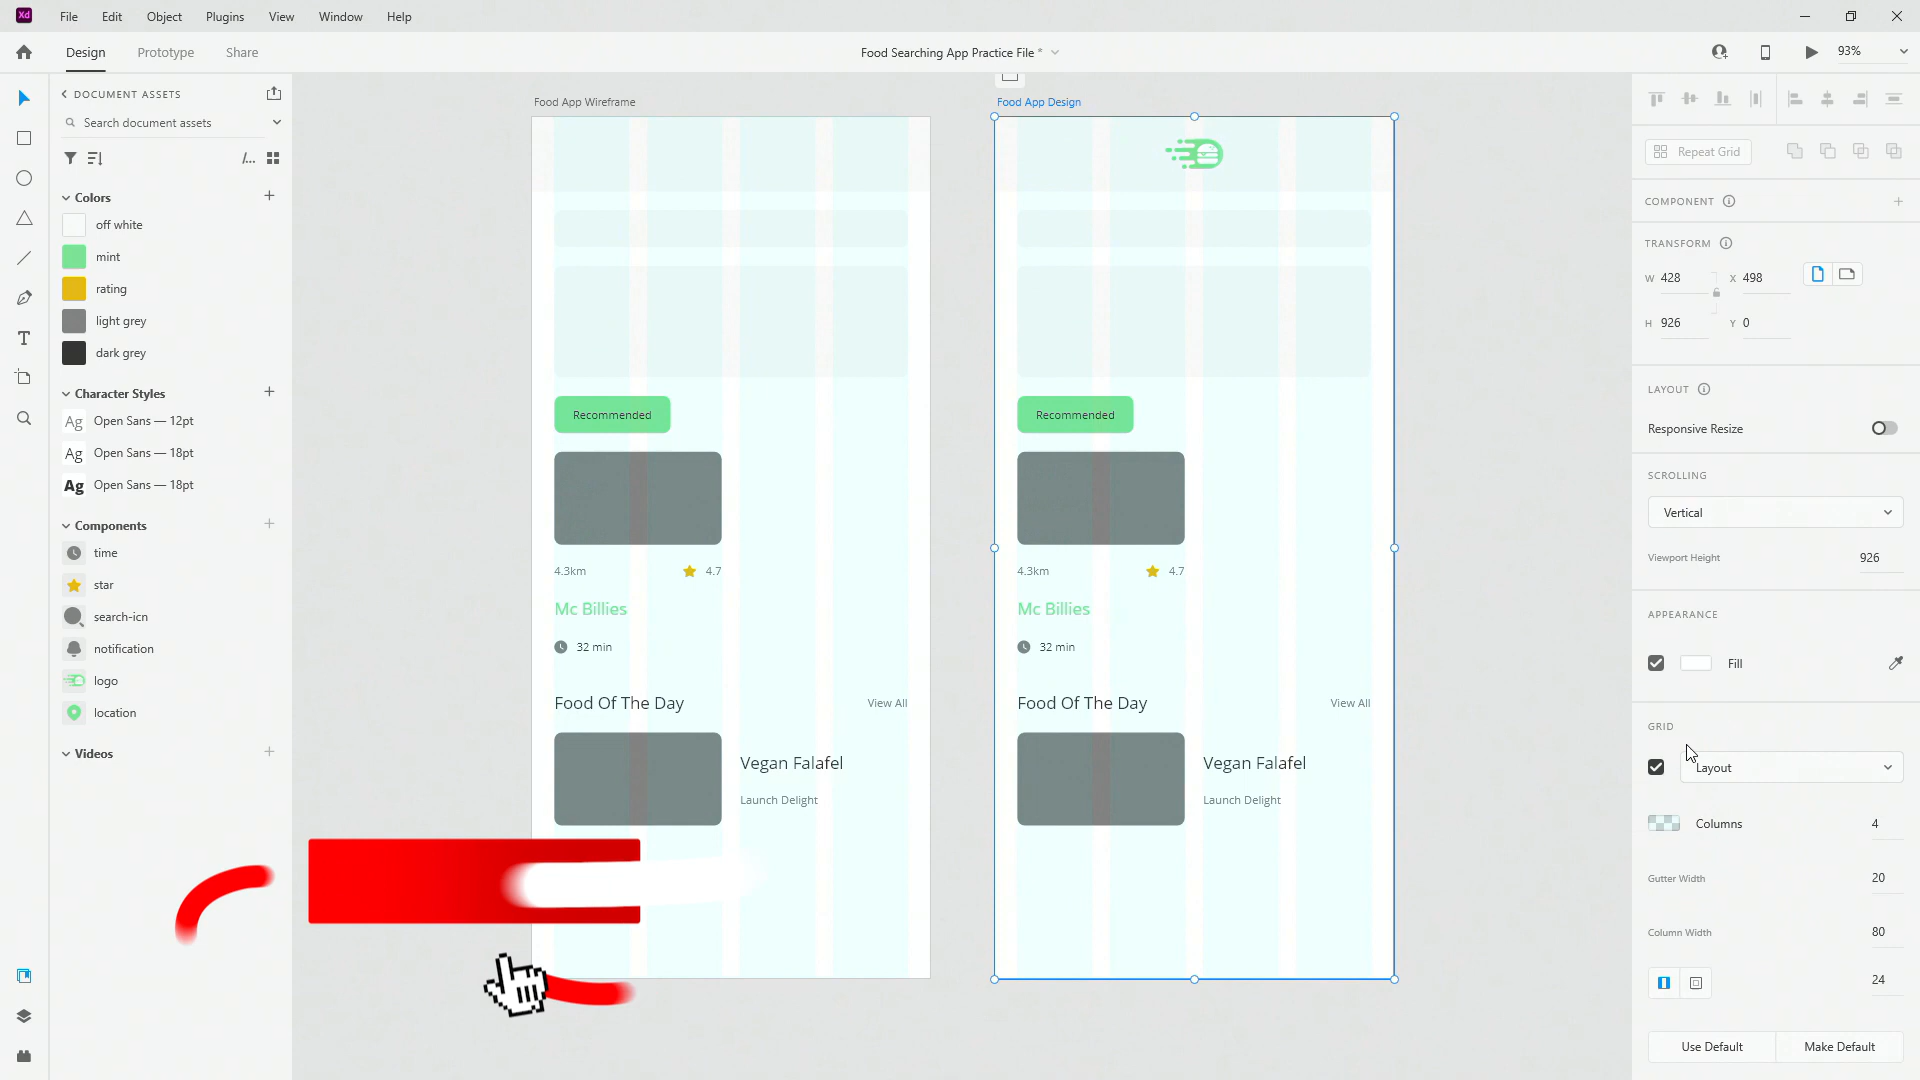 Xd File Edit Object Plugins View Window Help
Design Prototype Share Food Searching App Practice File * 93%
DOCUMENT ASSETS
Search document assets
/...
Colors
off white
mint
rating
light grey
dark grey
Character Styles
Ag Open Sans — 12pt
Ag Open Sans — 18pt
Ag Open Sans — 18pt
Components
time
star
search-icn
notification
logo
location
Videos
T
Food App Wireframe
Recommended
4.3km 4.7
Mc Billies
32 min
Food Of The Day View All
Vegan Falafel
Launch Delight
Food App Design
Recommended
4.3km 4.7
Mc Billies
32 min
Food Of The Day View All
Vegan Falafel
Launch Delight
Repeat Grid
COMPONENT
TRANSFORM
W 428 X 498
H 926 Y 0
LAYOUT
Responsive Resize
SCROLLING
Vertical
Viewport Height 926
APPEARANCE
Fill
GRID
Layout
Columns 4
Gutter Width 20
Column Width 80
24
Use Default Make Default